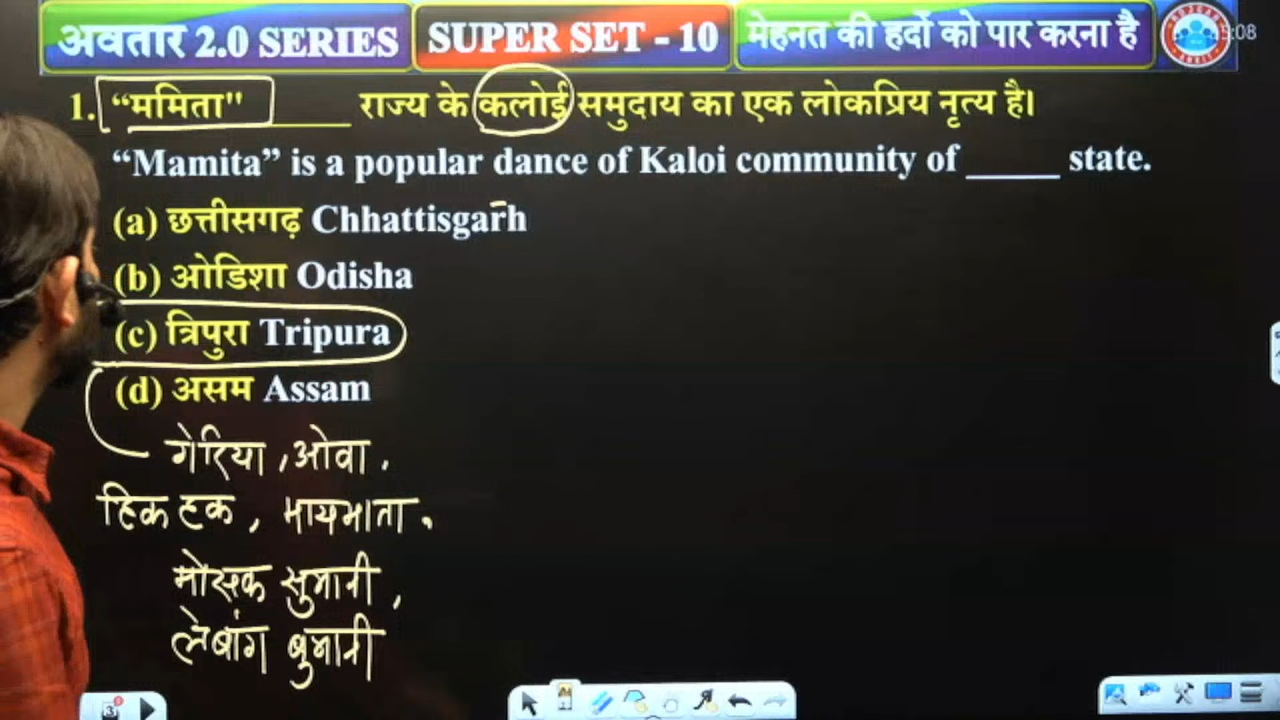 अवतार 2.0 SERIES SUPER SET - 10 मेहनत की हदों को पार करना है
1. “ममिता" ______ राज्य के कलोई समुदाय का एक लोकप्रिय नृत्य है।
“Mamita” is a popular dance of Kaloi community of _____ state.
(a) छत्तीसगढ़ Chhattisgarh
(b) ओडिशा Odisha
(c) त्रिपुरा Tripura
(d) असम Assam
गेरिया , ओवा .
हिक हक , मायमाता .
मोसक सुमानी ,
लेबांग बुमानी